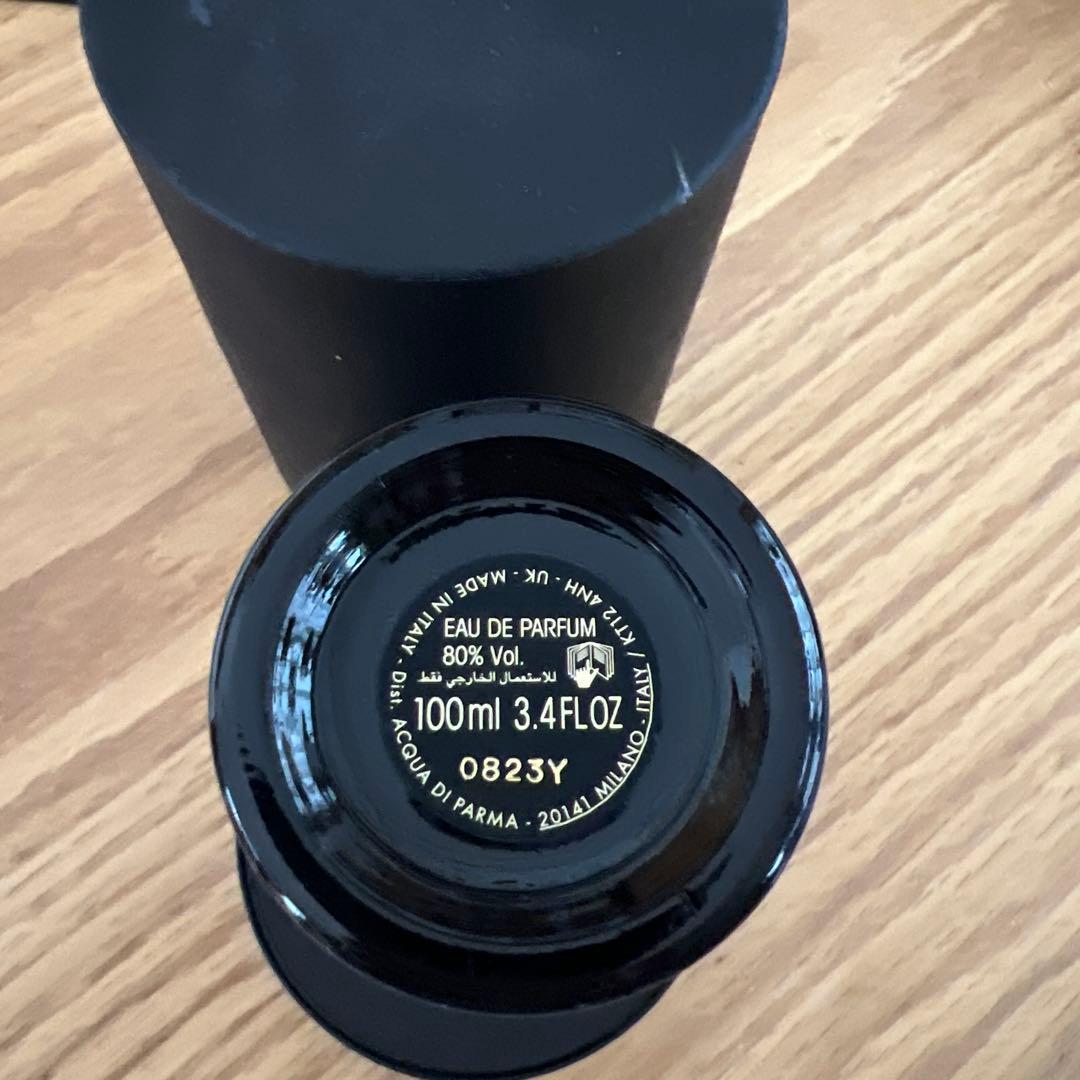 EAU DE PARFUM
80% Vol.
للاستعمال الخارجي فقط
100ml 3.4FLOZ
0823Y
MADE IN ITALY - Dist. ACQUA DI PARMA - 20141 MILANO - ITALY / KT12 4NH - UK -